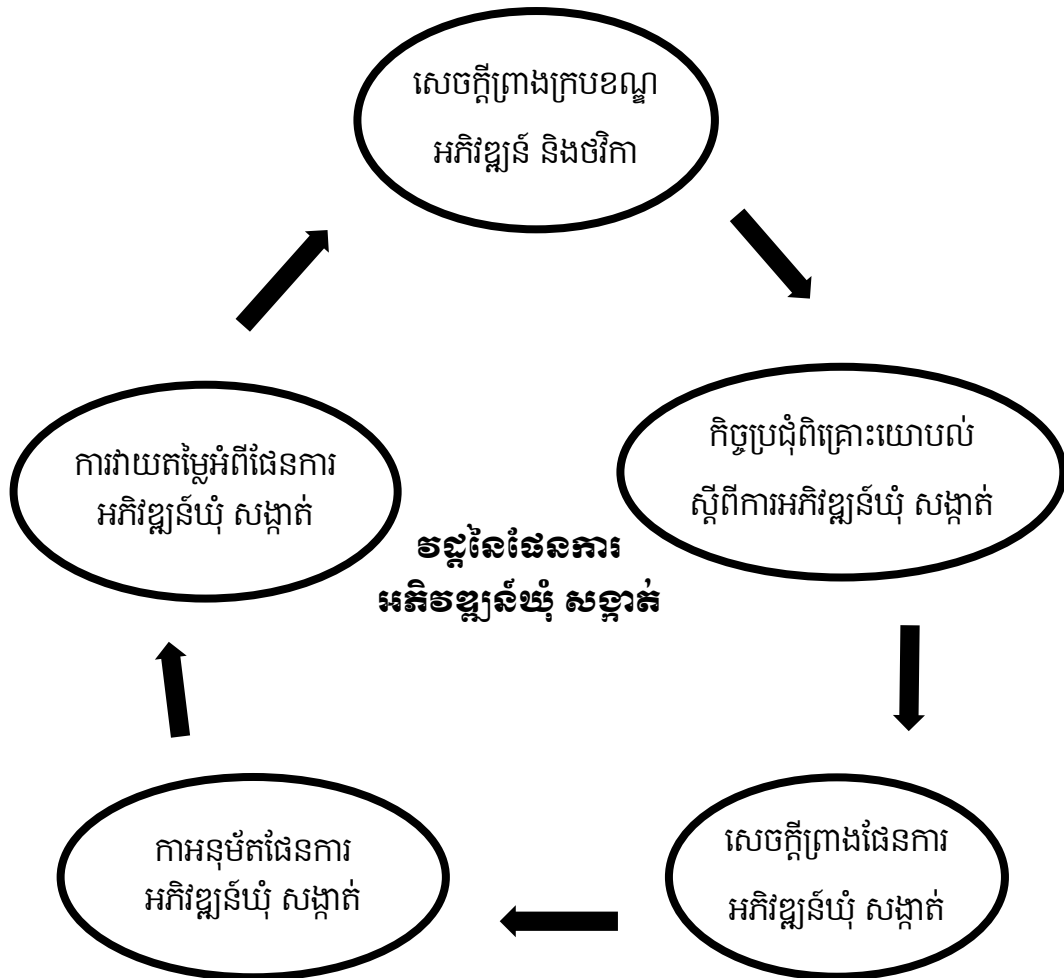 សេចក្តីព្រាងក្របខណ្ឌ
អភិវឌ្ឍន៍ និងថវិកា
កិច្ចប្រជុំពិគ្រោះយោបល់
ស្តីពីការអភិវឌ្ឍន៍ឃុំ សង្កាត់
ការវាយតម្លៃអំពីផែនការ
អភិវឌ្ឍន៍ឃុំ សង្កាត់
វដ្តនៃផែនការ
អភិវឌ្ឍន៍ឃុំ សង្កាត់
សេចក្តីព្រាងផែនការ
អភិវឌ្ឍន៍ឃុំ សង្កាត់
កាអនុម័តផែនការ
អភិវឌ្ឍន៍ឃុំ សង្កាត់